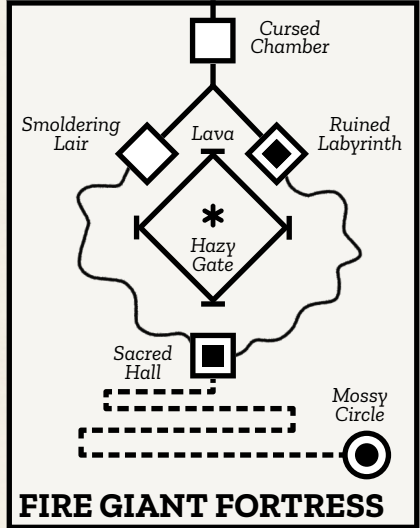 Cursed
Chamber
Smoldering
Lair
Lava
Ruined
Labyrinth
Hazy
Gate
Sacred
Hall
Mossy
Circle
FIRE GIANT FORTRESS